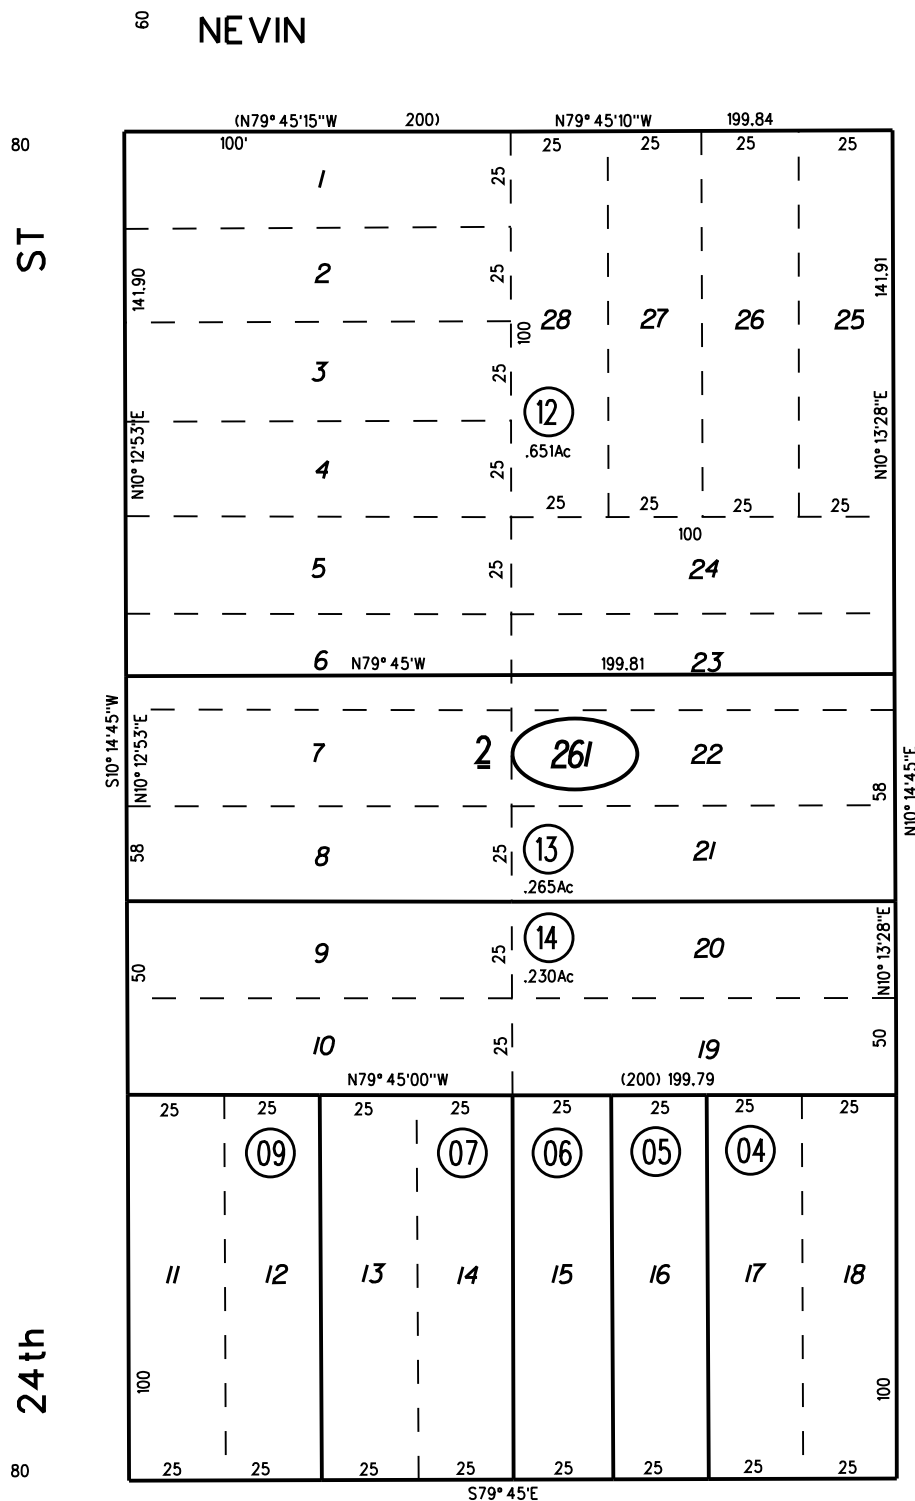 60
NEVIN
(N79° 45'15"W 200) N79° 45'10"W 199.84
80
100' 25 25 25 25
1 25
ST
2 25
141.90 141.91
28 27 26 25
100
3 25
12
.651Ac
N10° 12'53"E N10° 13'28"E
4 25
25 25 25 25
100
5 25 24
6 N79° 45'W 199.81 23
S10° 14'45"W N10° 12'53"E
7 2 261 22
58 N10° 14'45"E
58 8 25 13 21
.265Ac
9 25 14 20
.230Ac
50 N10° 13'28"E
10 25 19 50
N79° 45'00"W (200) 199.79
25 25 25 25 25 25 25 25
09 07 06 05 04
11 12 13 14 15 16 17 18
24th
100 100
80
25 25 25 25 25 25 25 25
S79° 45'E